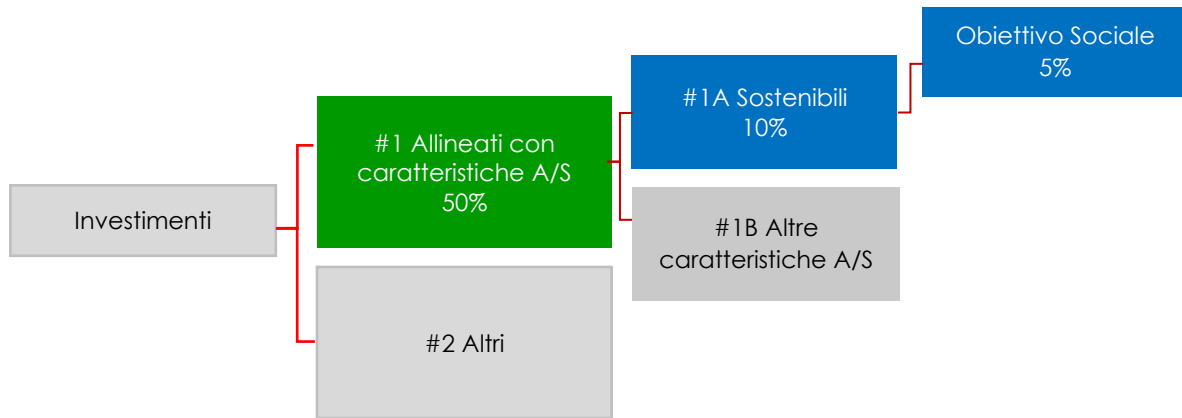 Investimenti
#1 Allineati con
caratteristiche A/S
50%
#2 Altri
#1A Sostenibili
10%
#1B Altre
caratteristiche A/S
Obiettivo Sociale
5%